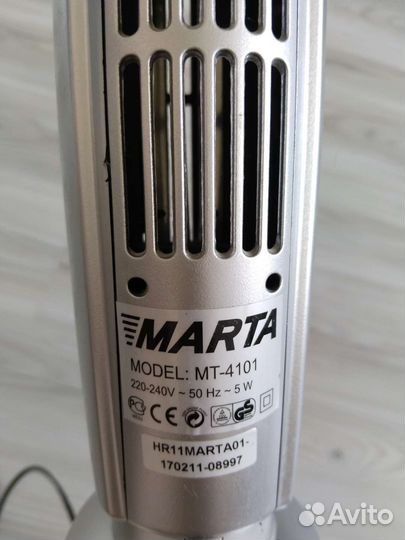 MARTA
MODEL: MT-4101
220-240V ~ 50 Hz ~ 5 W
HR11MARTA01-
170211-08997
Avito